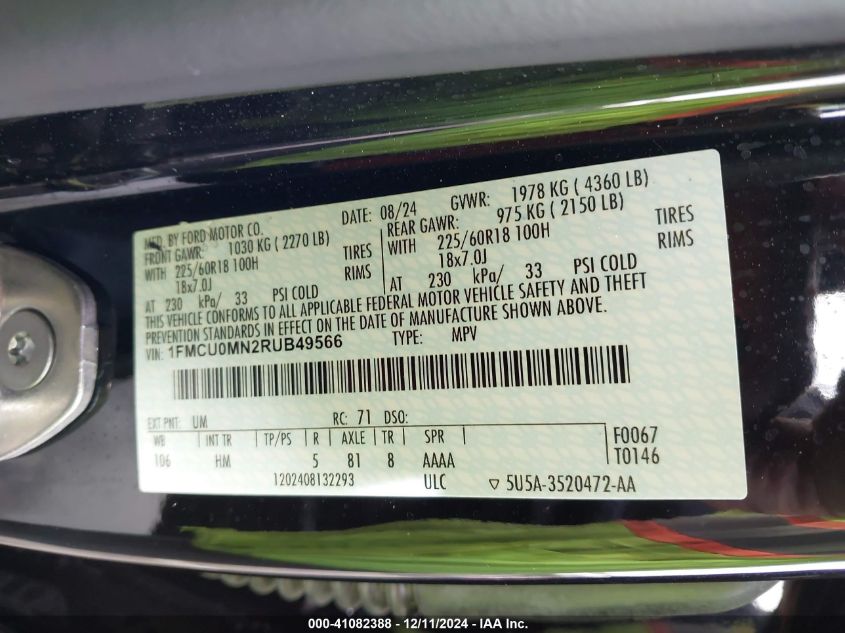 MFD. BY FORD MOTOR CO. DATE: 08/24 GVWR: 1978 KG ( 4360 LB)
FRONT GAWR: 1030 KG ( 2270 LB) REAR GAWR: 975 KG ( 2150 LB)
WITH 225/60R18 100H TIRES WITH 225/60R18 100H TIRES
18x7.0J RIMS 18x7.0J RIMS
AT 230 kPa/ 33 PSI COLD AT 230 kPa/ 33 PSI COLD
THIS VEHICLE CONFORMS TO ALL APPLICABLE FEDERAL MOTOR VEHICLE SAFETY AND THEFT
PREVENTION STANDARDS IN EFFECT ON THE DATE OF MANUFACTURE SHOWN ABOVE.
VIN: 1FMCU0MN2RUB49566 TYPE: MPV
EXT PNT: UM RC: 71 DSO:
WB INT TR TP/PS R AXLE TR SPR F0067
106 HM 5 81 8 AAAA T0146
1202408132293 ULC ▽ 5U5A-3520472-AA
000-41082388 - 12/11/2024 - IAA Inc.